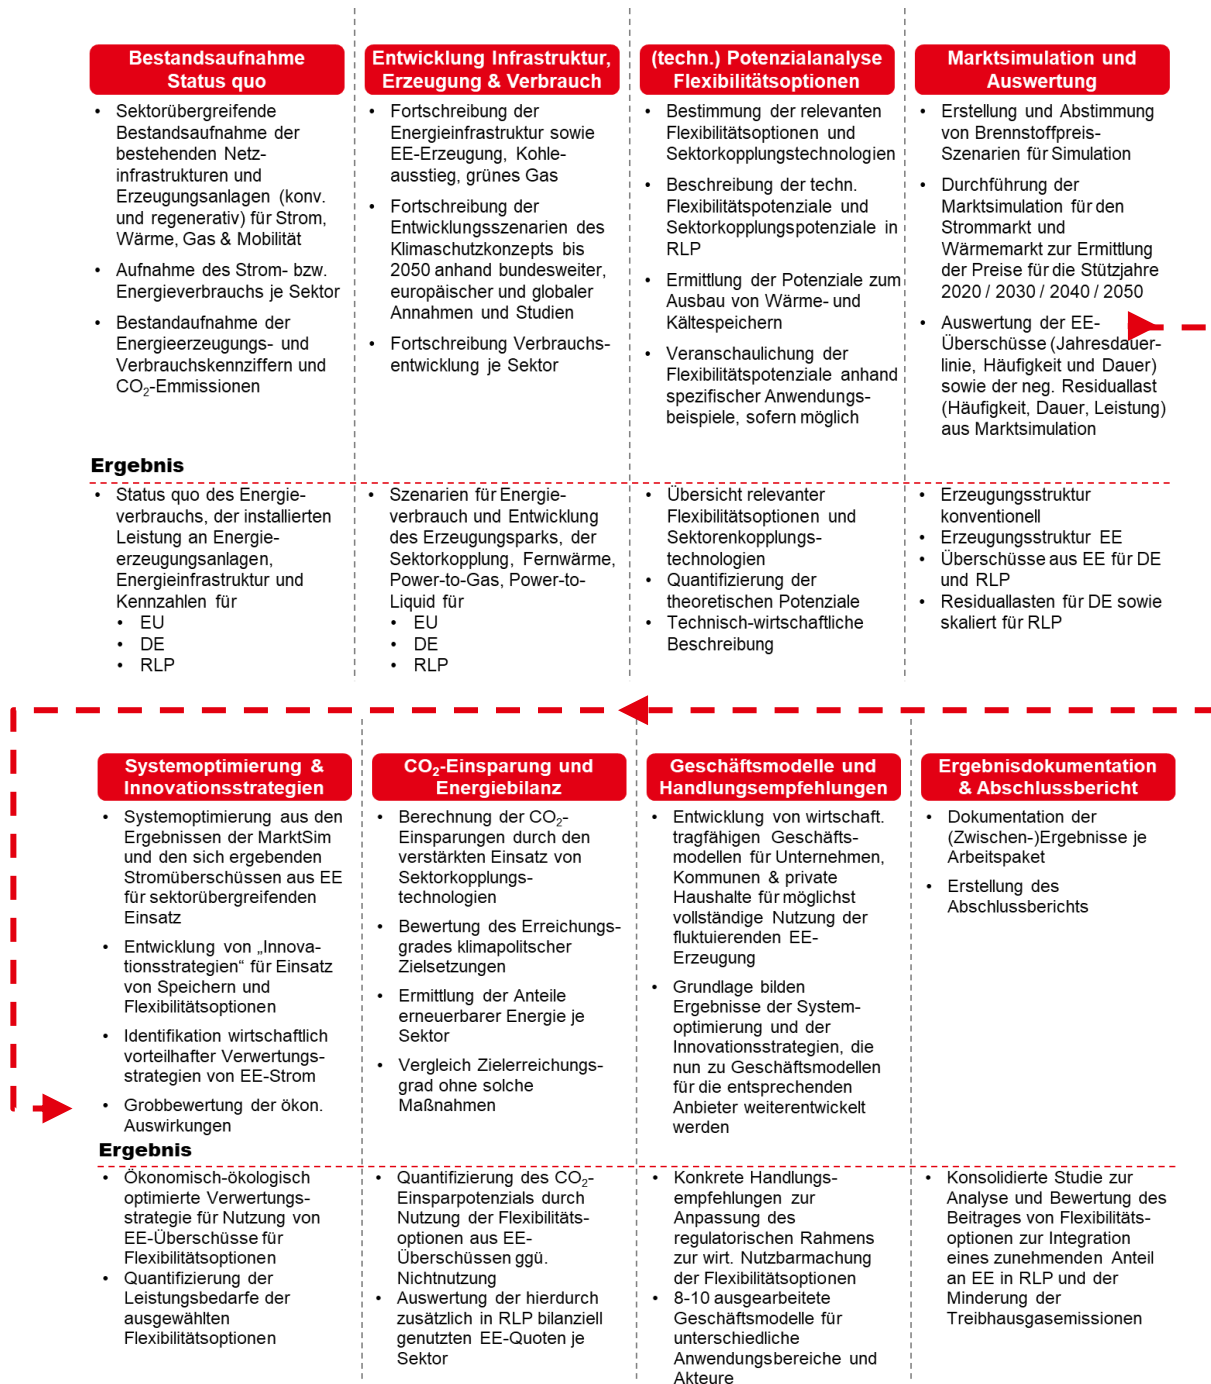 Bestandsaufnahme
Status quo
• Sektorübergreifende
Bestandsaufnahme der
bestehenden Netz-
infrastrukturen und
Erzeugungsanlagen (konv.
und regenerativ) für Strom,
Wärme, Gas & Mobilität
• Aufnahme des Strom- bzw.
Energieverbrauchs je Sektor
• Bestandaufnahme der
Energieerzeugungs- und
Verbrauchskennziffern und
CO₂-Emmissionen
Entwicklung Infrastruktur,
Erzeugung & Verbrauch
• Fortschreibung der
Energieinfrastruktur sowie
EE-Erzeugung, Kohle-
ausstieg, grünes Gas
• Fortschreibung der
Entwicklungsszenarien des
Klimaschutzkonzepts bis
2050 anhand bundesweiter,
europäischer und globaler
Annahmen und Studien
• Fortschreibung Verbrauchs-
entwicklung je Sektor
(techn.) Potenzialanalyse
Flexibilitätsoptionen
• Bestimmung der relevanten
Flexibilitätsoptionen und
Sektorkopplungstechnologien
• Beschreibung der techn.
Flexibilitätspotenziale und
Sektorkopplungspotenziale in
RLP
• Ermittlung der Potenziale zum
Ausbau von Wärme- und
Kältespeichern
• Veranschaulichung der
Flexibilitätspotenziale anhand
spezifischer Anwendungs-
beispiele, sofern möglich
Marktsimulation und
Auswertung
• Erstellung und Abstimmung
von Brennstoffpreis-
Szenarien für Simulation
• Durchführung der
Marktsimulation für den
Strommarkt und
Wärmemarkt zur Ermittlung
der Preise für die Stützjahre
2020 / 2030 / 2040 / 2050
• Auswertung der EE-
Überschüsse (Jahresdauer-
linie, Häufigkeit und Dauer)
sowie der neg. Residuallast
(Häufigkeit, Dauer, Leistung)
aus Marktsimulation
Ergebnis
• Status quo des Energie-
verbrauchs, der installierten
Leistung an Energie-
erzeugungsanlagen,
Energieinfrastruktur und
Kennzahlen für
• EU
• DE
• RLP
• Szenarien für Energie-
verbrauch und Entwicklung
des Erzeugungsparks, der
Sektorkopplung, Fernwärme,
Power-to-Gas, Power-to-
Liquid für
• EU
• DE
• RLP
• Übersicht relevanter
Flexibilitätsoptionen und
Sektorenkopplungs-
technologien
• Quantifizierung der
theoretischen Potenziale
• Technisch-wirtschaftliche
Beschreibung
• Erzeugungsstruktur
konventionell
• Erzeugungsstruktur EE
• Überschüsse aus EE für DE
und RLP
• Residuallasten für DE sowie
skaliert für RLP
Systemoptimierung &
Innovationsstrategien
• Systemoptimierung aus den
Ergebnissen der MarktSim
und den sich ergebenden
Stromüberschüssen aus EE
für sektorübergreifenden
Einsatz
• Entwicklung von „Innova-
tionsstrategien“ für Einsatz
von Speichern und
Flexibilitätsoptionen
• Identifikation wirtschaftlich
vorteilhafter Verwertungs-
strategien von EE-Strom
• Grobbewertung der ökon.
Auswirkungen
CO₂-Einsparung und
Energiebilanz
• Berechnung der CO₂-
Einsparungen durch den
verstärkten Einsatz von
Sektorkopplungs-
technologien
• Bewertung des Erreichungs-
grades klimapolitscher
Zielsetzungen
• Ermittlung der Anteile
erneuerbarer Energie je
Sektor
• Vergleich Zielerreichungs-
grad ohne solche
Maßnahmen
Geschäftsmodelle und
Handlungsempfehlungen
• Entwicklung von wirtschaft.
tragfähigen Geschäfts-
modellen für Unternehmen,
Kommunen & private
Haushalte für möglichst
vollständige Nutzung der
fluktuierenden EE-
Erzeugung
• Grundlage bilden
Ergebnisse der System-
optimierung und der
Innovationsstrategien, die
nun zu Geschäftsmodellen
für die entsprechenden
Anbieter weiterentwickelt
werden
Ergebnisdokumentation
& Abschlussbericht
• Dokumentation der
(Zwischen-)Ergebnisse je
Arbeitspaket
• Erstellung des
Abschlussberichts
Ergebnis
• Ökonomisch-ökologisch
optimierte Verwertungs-
strategie für Nutzung von
EE-Überschüsse für
Flexibilitätsoptionen
• Quantifizierung der
Leistungsbedarfe der
ausgewählten
Flexibilitätsoptionen
• Quantifizierung des CO₂-
Einsparpotenzials durch
Nutzung der Flexibilitäts-
optionen aus EE-
Überschüssen ggü.
Nichtnutzung
• Auswertung der hierdurch
zusätzlich in RLP bilanziell
genutzten EE-Quoten je
Sektor
• Konkrete Handlungs-
empfehlungen zur
Anpassung des
regulatorischen Rahmens
zur wirt. Nutzbarmachung
der Flexibilitätsoptionen
• 8-10 ausgearbeitete
Geschäftsmodelle für
unterschiedliche
Anwendungsbereiche und
Akteure
• Konsolidierte Studie zur
Analyse und Bewertung des
Beitrages von Flexibilitäts-
optionen zur Integration
eines zunehmenden Anteil
an EE in RLP und der
Minderung der
Treibhausgasemissionen